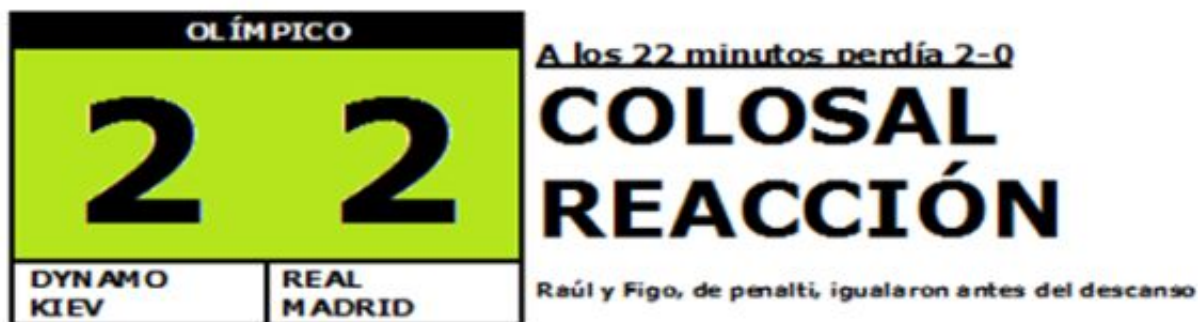 OLÍMPICO
2 2
DYNAMO
KIEV
REAL
MADRID
A los 22 minutos perdía 2-0
COLOSAL
REACCIÓN
Raúl y Figo, de penalti, igualaron antes del descanso